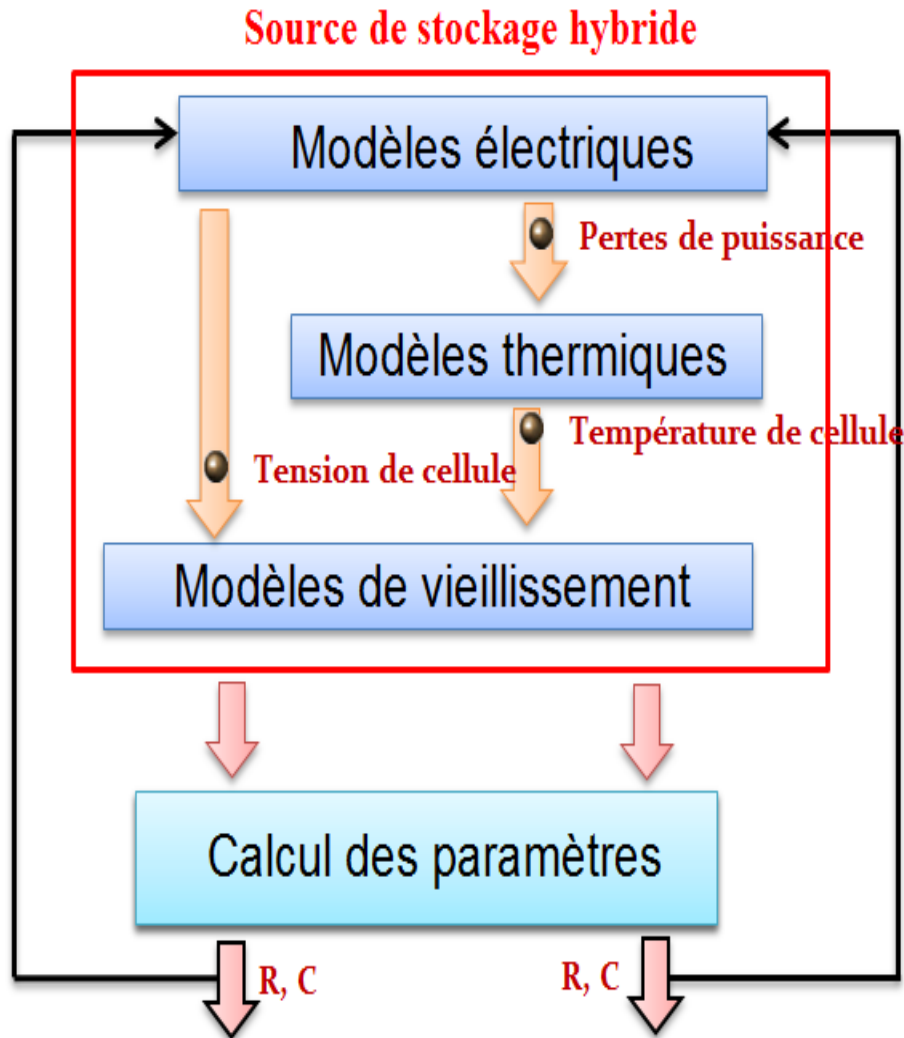 Source de stockage hybride
Modèles électriques
Pertes de puissance
Modèles thermiques
Température de cellule
Tension de cellule
Modèles de vieillissement
Calcul des paramètres
R, C
R, C